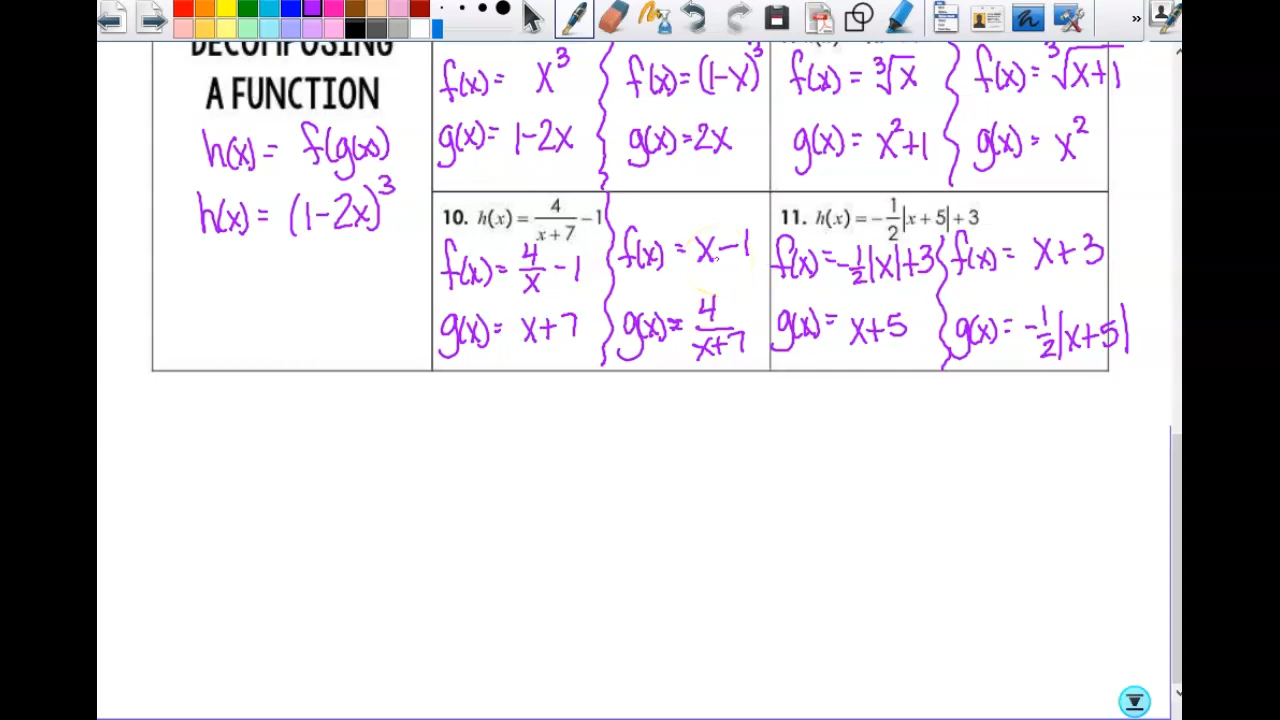 DECOMPOSING
A FUNCTION
h(x) = f(g(x))
h(x) = (1-2x)^3
f(x) = x^3
g(x) = 1-2x
f(x) = (1-x)^3
g(x) = 2x
f(x) = ∛x
g(x) = x^2+1
f(x) = ∛(x+1)
g(x) = x^2
10. h(x) = 4/(x+7) - 1
f(x) = 4/x - 1
g(x) = x+7
f(x) = x-1
g(x) = 4/(x+7)
11. h(x) = -1/2|x+5|+3
f(x) = -1/2|x|+3
g(x) = x+5
f(x) = x+3
g(x) = -1/2|x+5|